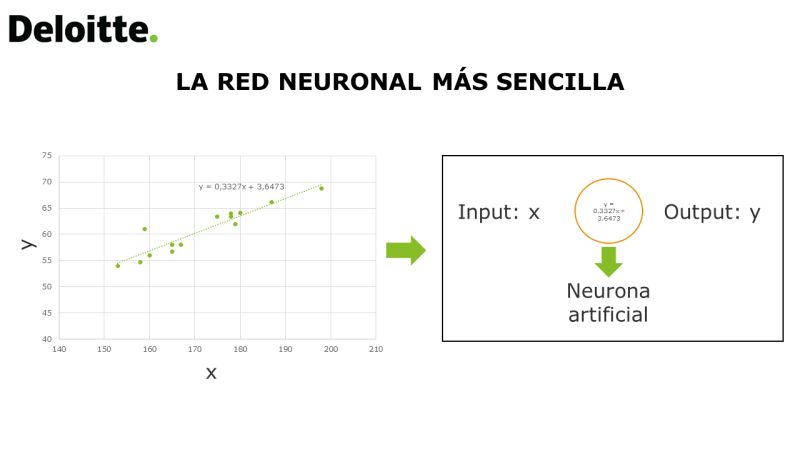 Deloitte.
LA RED NEURONAL MÁS SENCILLA
75
70
65
60
55
50
45
40
y
y = 0,3327x + 3,6473
140 150 160 170 180 190 200 210
x
Input: x
y =
0,3327x +
3,6473
Output: y
Neurona
artificial